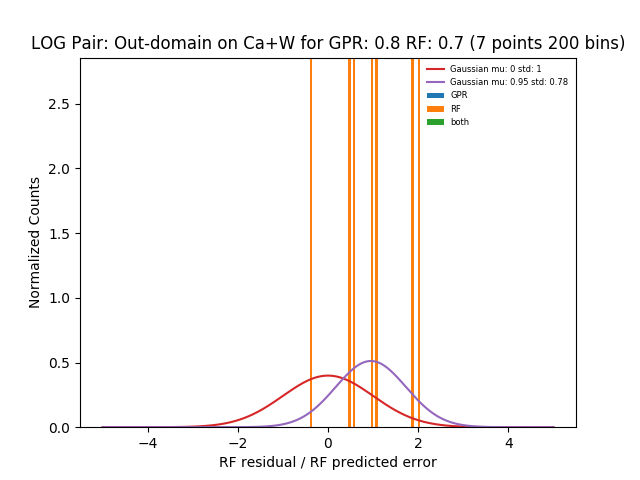 LOG Pair: Out-domain on Ca+W for GPR: 0.8 RF: 0.7 (7 points 200 bins)
Gaussian mu: 0 std: 1
Gaussian mu: 0.95 std: 0.78
GPR
RF
both
Normalized Counts
2.5
2.0
1.5
1.0
0.5
0.0
−4 −2 0 2 4
RF residual / RF predicted error